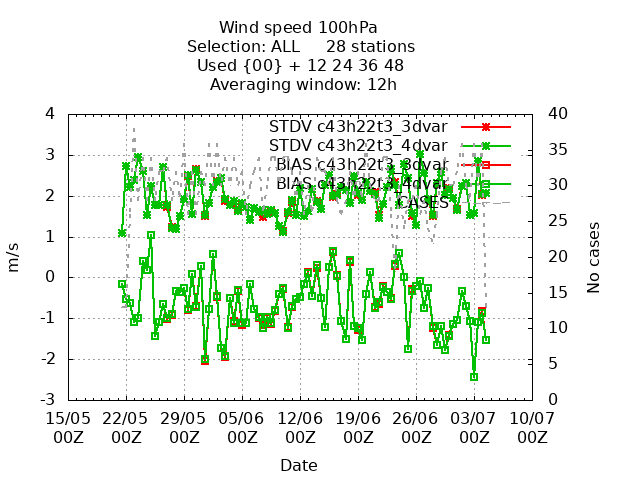 Wind speed 100hPa
Selection: ALL 28 stations
Used {00} + 12 24 36 48
Averaging window: 12h
STDV c43h22t3_3dvar
STDV c43h22t3_4dvar
BIAS c43h22t3_3dvar
BIAS c43h22t3_4dvar
CASES
m/s
4
3
2
1
0
-1
-2
-3
40
35
30
25
20
15
10
5
0
No cases
15/05 22/05 29/05 05/06 12/06 19/06 26/06 03/07 10/07
00Z 00Z 00Z 00Z 00Z 00Z 00Z 00Z 00Z
Date